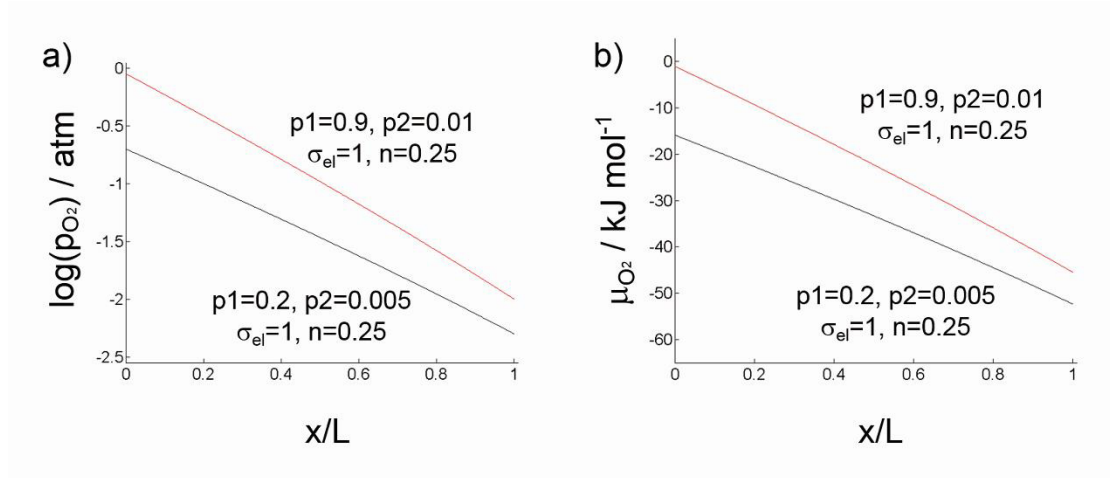 a)
log(pO₂) / atm
0
-0.5
-1
-1.5
-2
-2.5
p1=0.9, p2=0.01
σel=1, n=0.25
p1=0.2, p2=0.005
σel=1, n=0.25
0 0.2 0.4 0.6 0.8 1
x/L
b)
μO₂ / kJ mol⁻¹
0
-10
-20
-30
-40
-50
-60
p1=0.9, p2=0.01
σel=1, n=0.25
p1=0.2, p2=0.005
σel=1, n=0.25
0 0.2 0.4 0.6 0.8 1
x/L